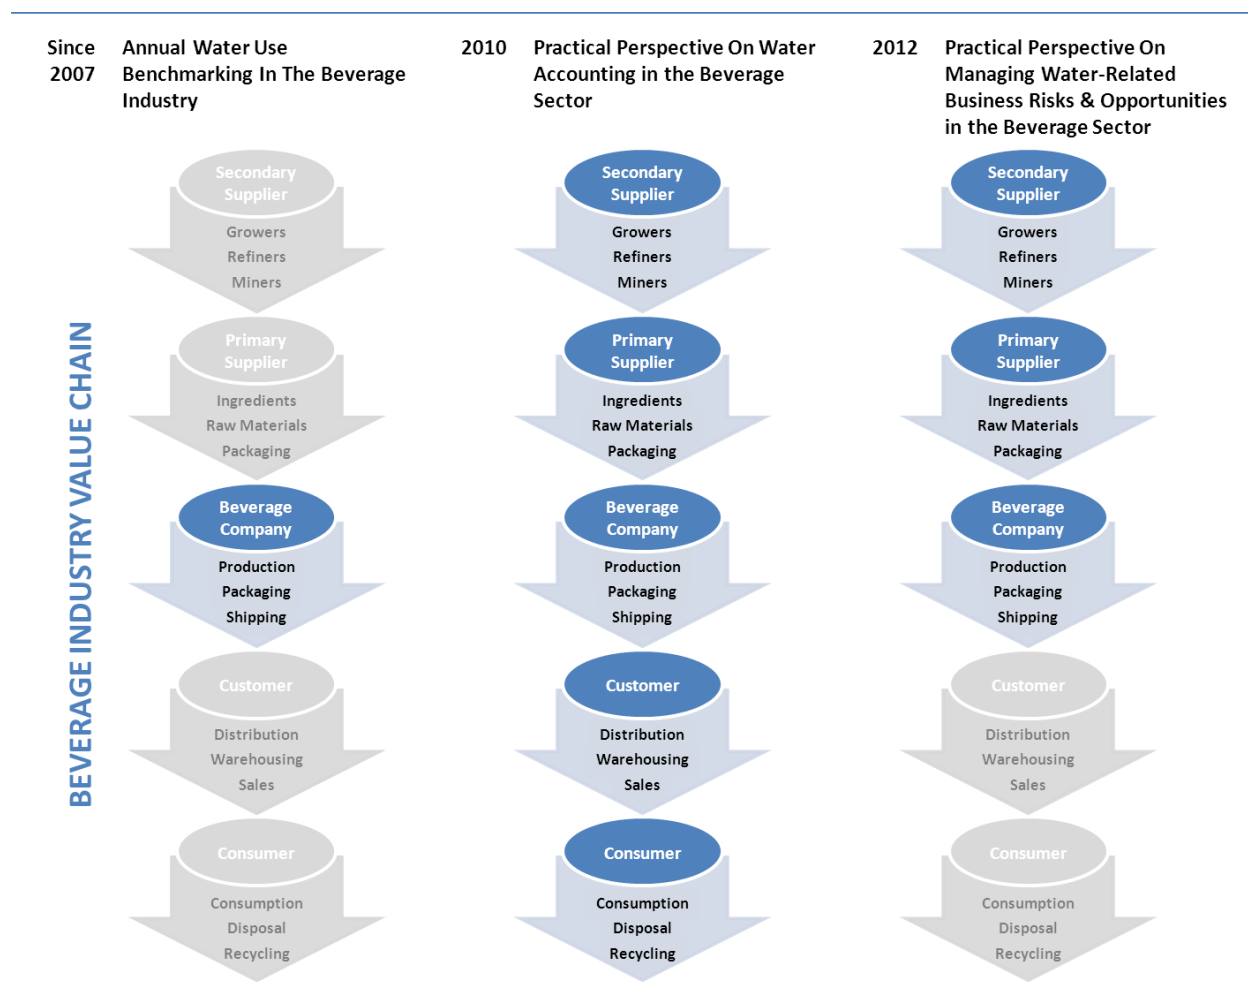 Since
2007
Annual Water Use
Benchmarking In The Beverage
Industry
2010
Practical Perspective On Water
Accounting in the Beverage
Sector
2012
Practical Perspective On
Managing Water-Related
Business Risks & Opportunities
in the Beverage Sector
BEVERAGE INDUSTRY VALUE CHAIN
Secondary
Supplier
Growers
Refiners
Miners
Primary
Supplier
Ingredients
Raw Materials
Packaging
Beverage
Company
Production
Packaging
Shipping
Customer
Distribution
Warehousing
Sales
Consumer
Consumption
Disposal
Recycling
Secondary
Supplier
Growers
Refiners
Miners
Primary
Supplier
Ingredients
Raw Materials
Packaging
Beverage
Company
Production
Packaging
Shipping
Customer
Distribution
Warehousing
Sales
Consumer
Consumption
Disposal
Recycling
Secondary
Supplier
Growers
Refiners
Miners
Primary
Supplier
Ingredients
Raw Materials
Packaging
Beverage
Company
Production
Packaging
Shipping
Customer
Distribution
Warehousing
Sales
Consumer
Consumption
Disposal
Recycling